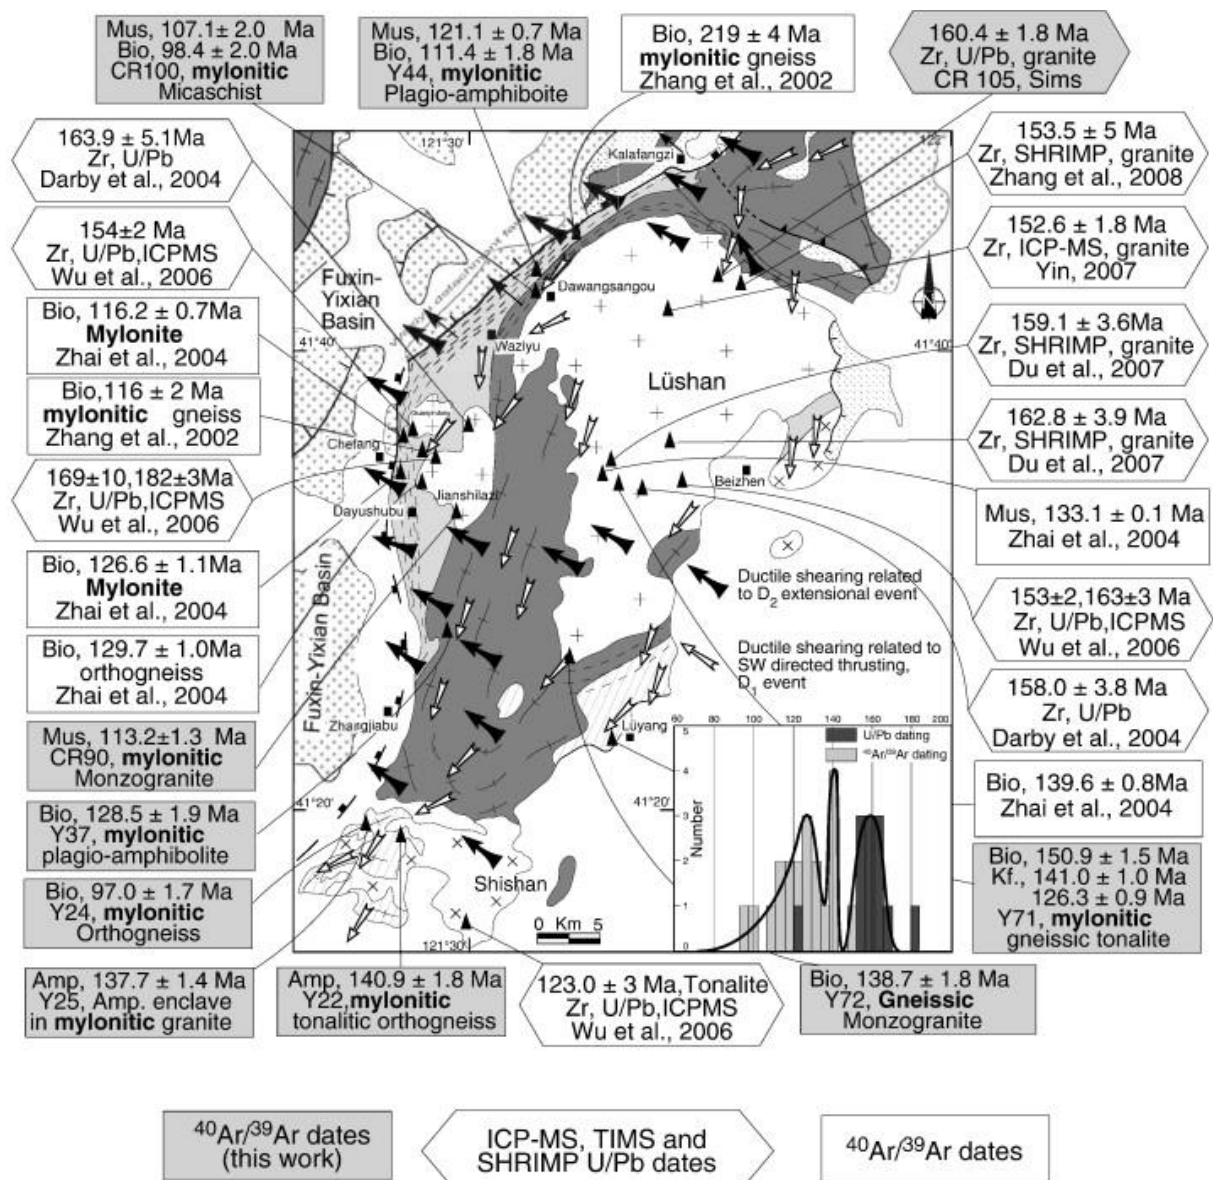 Mus, 107.1± 2.0 Ma
Bio, 98.4 ± 2.0 Ma
CR100, mylonitic
Micaschist
Mus, 121.1 ± 0.7 Ma
Bio, 111.4 ± 1.8 Ma
Y44, mylonitic
Plagio-amphiboite
Bio, 219 ± 4 Ma
mylonitic gneiss
Zhang et al., 2002
160.4 ± 1.8 Ma
Zr, U/Pb, granite
CR 105, Sims
163.9 ± 5.1Ma
Zr, U/Pb
Darby et al., 2004
154±2 Ma
Zr, U/Pb,ICPMS
Wu et al., 2006
Bio, 116.2 ± 0.7Ma
Mylonite
Zhai et al., 2004
Bio,116 ± 2 Ma
mylonitic gneiss
Zhang et al., 2002
169±10,182±3Ma
Zr, U/Pb,ICPMS
Wu et al., 2006
Bio, 126.6 ± 1.1Ma
Mylonite
Zhai et al., 2004
Bio, 129.7 ± 1.0Ma
orthogneiss
Zhai et al., 2004
Mus, 113.2±1.3 Ma
CR90, mylonitic
Monzogranite
Bio, 128.5 ± 1.9 Ma
Y37, mylonitic
plagio-amphibolite
Bio, 97.0 ± 1.7 Ma
Y24, mylonitic
Orthogneiss
Amp, 137.7 ± 1.4 Ma
Y25, Amp. enclave
in mylonitic granite
Amp, 140.9 ± 1.8 Ma
Y22,mylonitic
tonalitic orthogneiss
123.0 ± 3 Ma,Tonalite
Zr, U/Pb,ICPMS
Wu et al., 2006
Bio, 138.7 ± 1.8 Ma
Y72, Gneissic
Monzogranite
153.5 ± 5 Ma
Zr, SHRIMP, granite
Zhang et al., 2008
152.6 ± 1.8 Ma
Zr, ICP-MS, granite
Yin, 2007
159.1 ± 3.6Ma
Zr, SHRIMP, granite
Du et al., 2007
162.8 ± 3.9 Ma
Zr, SHRIMP, granite
Du et al., 2007
Mus, 133.1 ± 0.1 Ma
Zhai et al., 2004
153±2,163±3 Ma
Zr, U/Pb,ICPMS
Wu et al., 2006
158.0 ± 3.8 Ma
Zr, U/Pb
Darby et al., 2004
Bio, 139.6 ± 0.8Ma
Zhai et al., 2004
Bio, 150.9 ± 1.5 Ma
Kf., 141.0 ± 1.0 Ma
126.3 ± 0.9 Ma
Y71, mylonitic
gneissic tonalite
121°30'
Kalafangzi
122°
Fuxin-
Yixian
Basin
Dawangsangou
N
41°40'
Waziyu
41°40'
Lüshan
Chefang
Beizhen
Jianshilazi
Dayushubu
Fuxin-Yixian Basin
Ductile shearing related
to D2 extensional event
Ductile shearing related to
SW directed thrusting,
D1 event
Zhangjiabu
Lüyang
41°20'
Shishan
0 Km 5
121°30'
60 80 100 120 140 160 200
U/Pb dating
⁴⁰Ar/³⁹Ar dating
Number
5
4
3
2
1
0
⁴⁰Ar/³⁹Ar dates
(this work)
ICP-MS, TIMS and
SHRIMP U/Pb dates
⁴⁰Ar/³⁹Ar dates